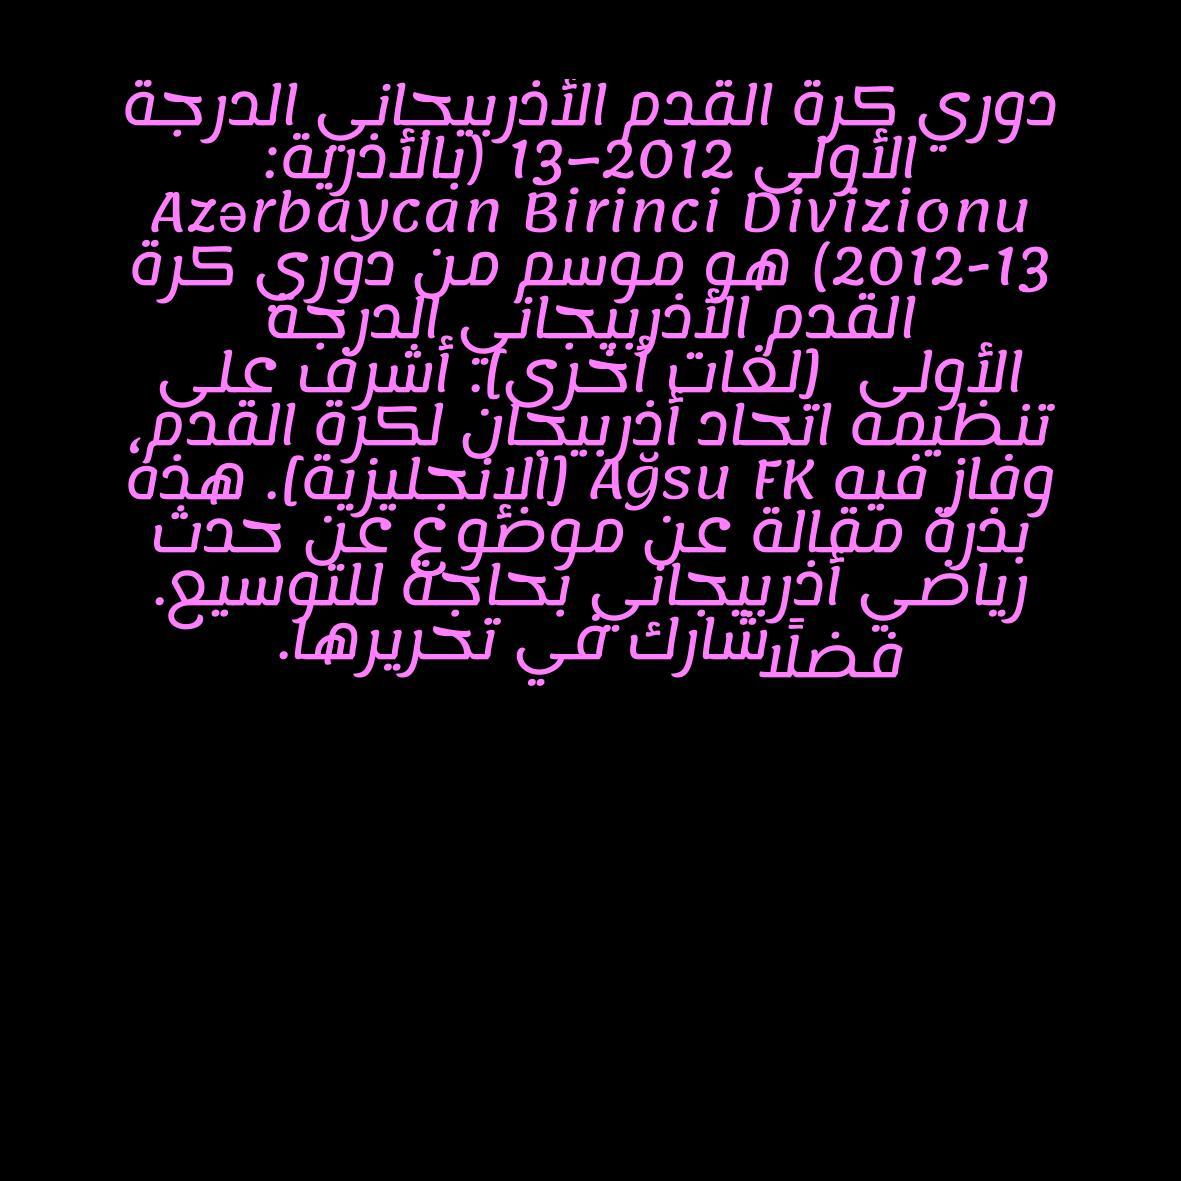 دوري كرة القدم الأذربيجاني الدرجة
الأولى 2012–13 (بالأذرية:
Azərbaycan Birinci Divizionu
2012-13) هو موسم من دوري كرة
القدم الأذربيجاني الدرجة
الأولى (لغات أخرى). أشرف على
تنظيمه اتحاد أذربيجان لكرة القدم،
وفاز فيه Ağsu FK (الإنجليزية). هذه
بذرة مقالة عن موضوع عن حدث
رياضي أذربيجاني بحاجة للتوسيع.
فضلًا شارك في تحريرها.